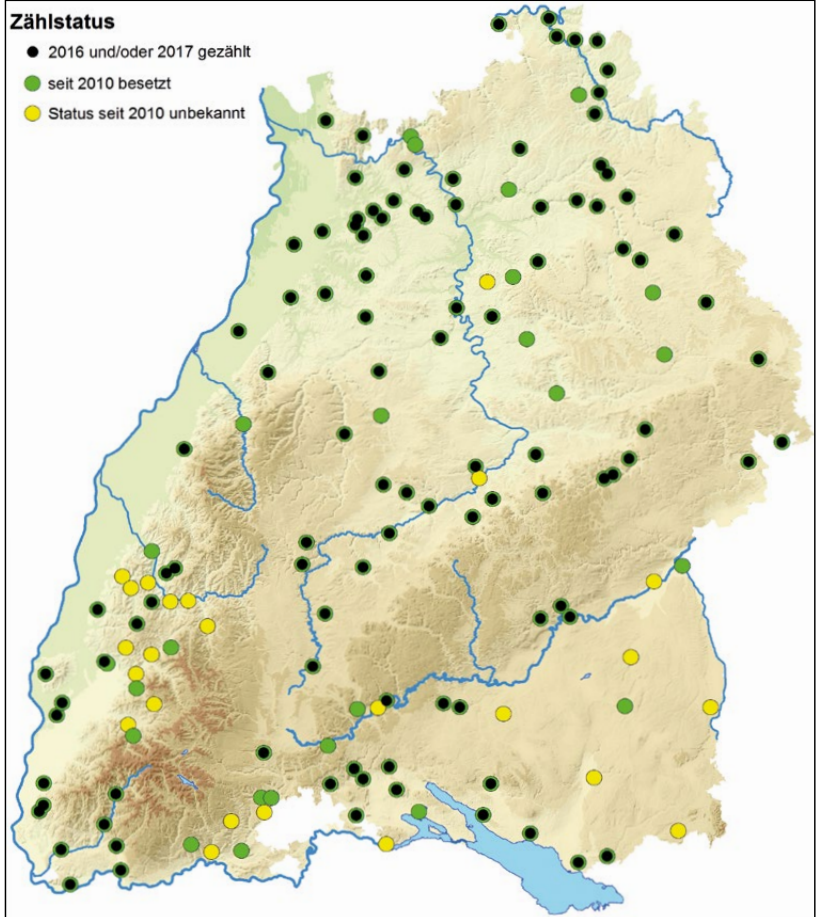 Zählstatus
2016 und/oder 2017 gezählt
seit 2010 besetzt
Status seit 2010 unbekannt